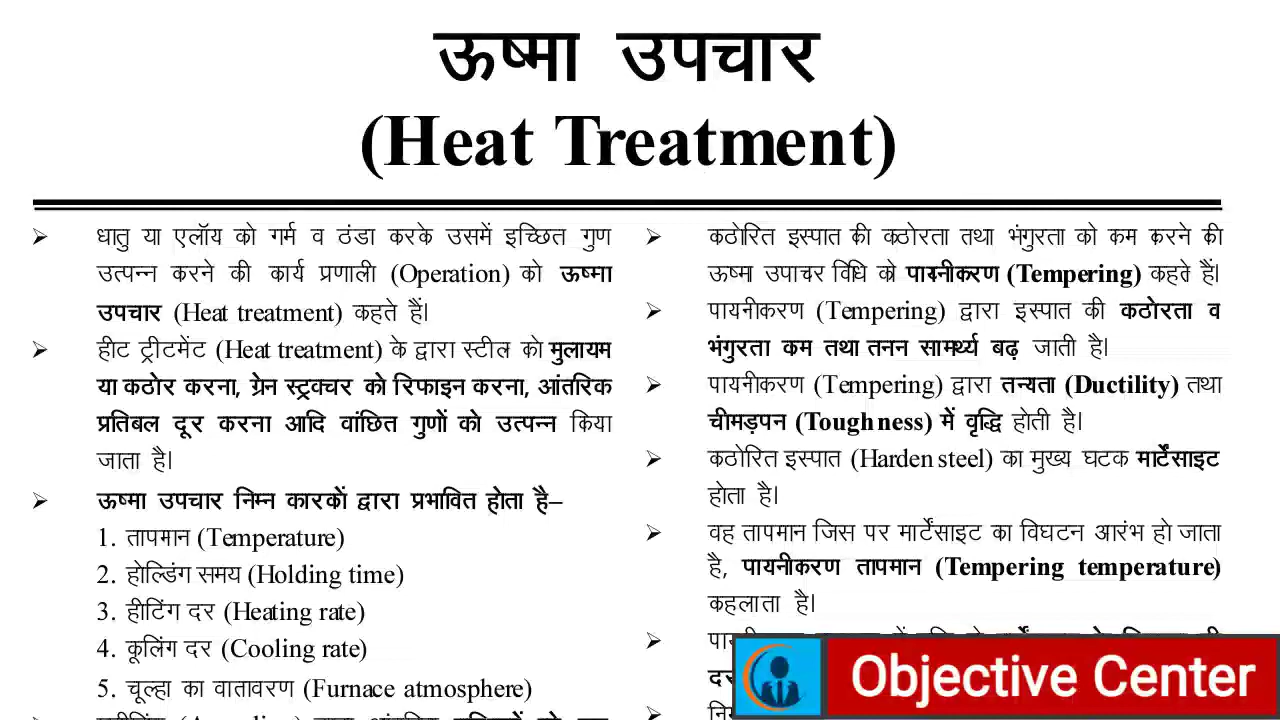 ऊष्मा उपचार
(Heat Treatment)
➢ धातु या एलॉय को गर्म व ठंडा करके उसमें इच्छित गुण
उत्पन्न करने की कार्य प्रणाली (Operation) को ऊष्मा
उपचार (Heat treatment) कहते हैं।
➢ हीट ट्रीटमेंट (Heat treatment) के द्वारा स्टील को मुलायम
या कठोर करना, ग्रेन स्ट्रक्चर को रिफाइन करना, आंतरिक
प्रतिबल दूर करना आदि वांछित गुणों को उत्पन्न किया
जाता है।
➢ ऊष्मा उपचार निम्न कारकों द्वारा प्रभावित होता है–
1. तापमान (Temperature)
2. होल्डिंग समय (Holding time)
3. हीटिंग दर (Heating rate)
4. कूलिंग दर (Cooling rate)
5. चूल्हा का वातावरण (Furnace atmosphere)
➢ कठोरित इस्पात की कठोरता तथा भंगुरता को कम करने की
ऊष्मा उपाचर विधि को पायनीकरण (Tempering) कहते हैं।
➢ पायनीकरण (Tempering) द्वारा इस्पात की कठोरता व
भंगुरता कम तथा तनन सामर्थ्य बढ़ जाती है।
➢ पायनीकरण (Tempering) द्वारा तन्यता (Ductility) तथा
चीमड़पन (Toughness) में वृद्धि होती है।
➢ कठोरित इस्पात (Harden steel) का मुख्य घटक मार्टेंसाइट
होता है।
➢ वह तापमान जिस पर मार्टेंसाइट का विघटन आरंभ हो जाता
है, पायनीकरण तापमान (Tempering temperature)
कहलाता है।
Objective Center